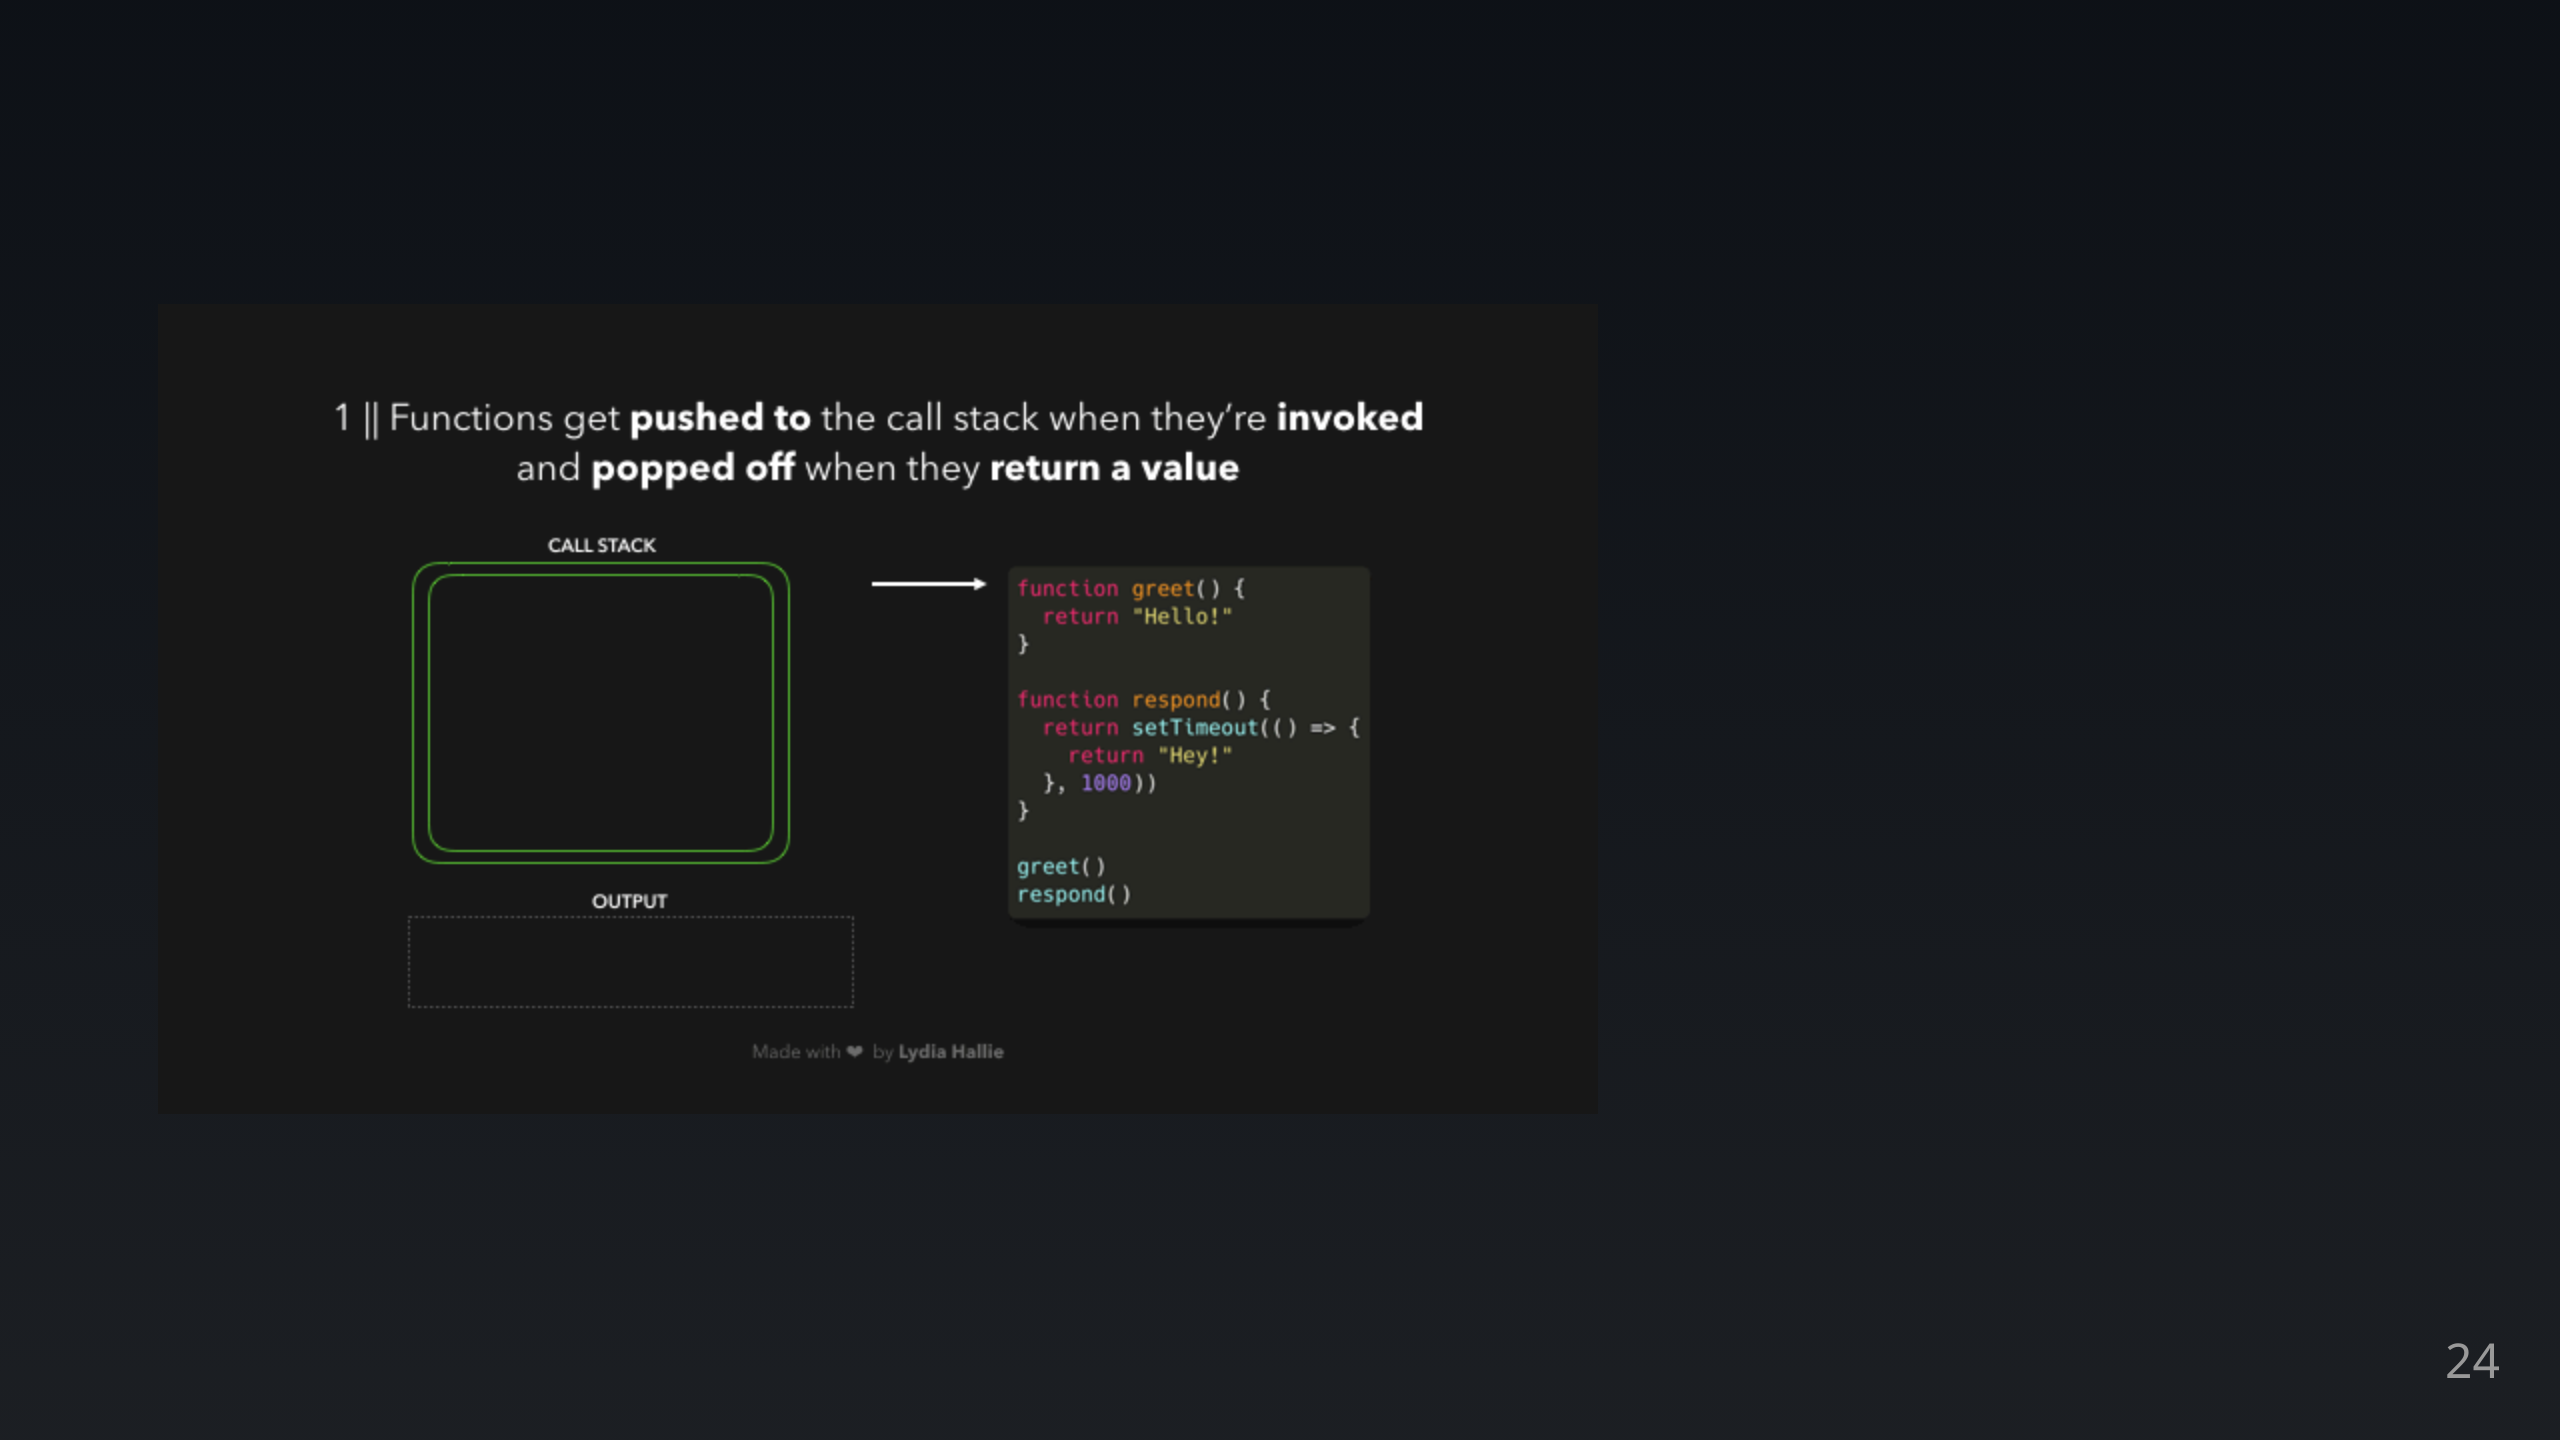 1 || Functions get pushed to the call stack when they’re invoked
and popped off when they return a value
CALL STACK
function greet() {
  return "Hello!"
}
function respond() {
  return setTimeout(() => {
    return "Hey!"
  }, 1000))
}
greet()
respond()
OUTPUT
Made with ❤ by Lydia Hallie
24